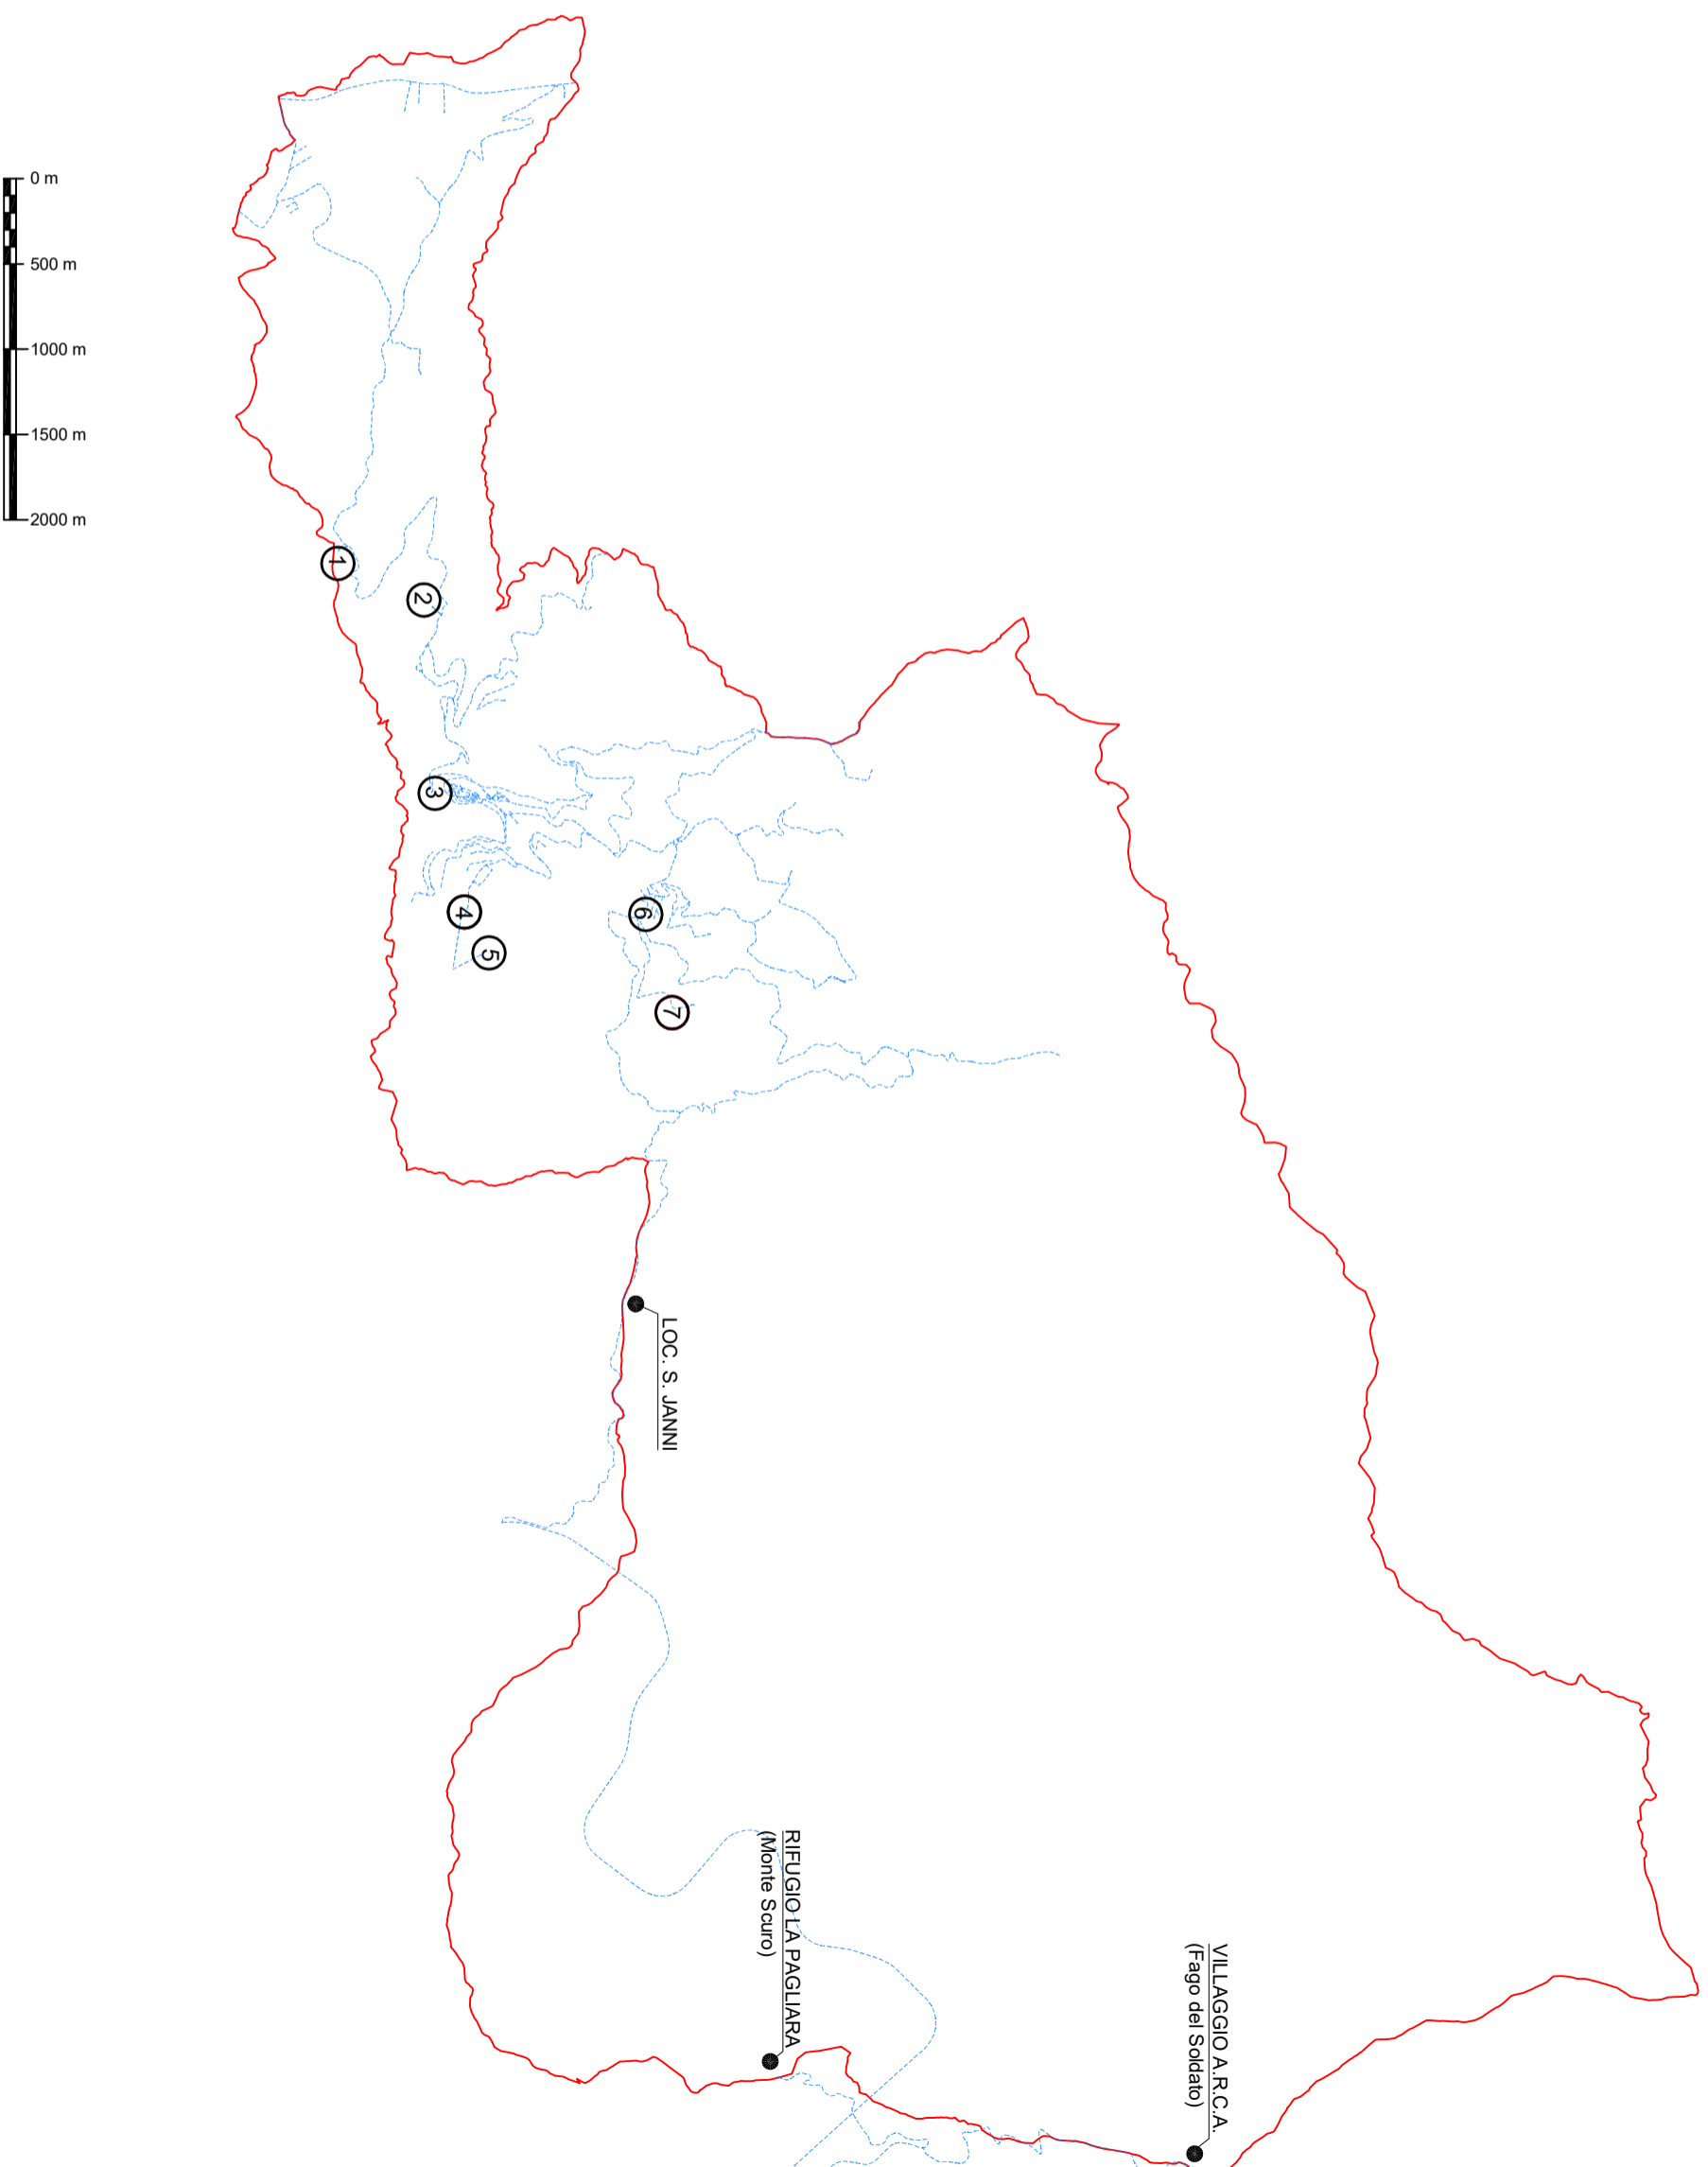 0 m
500 m
1000 m
1500 m
2000 m
1
2
3
4
5
6
7
LOC. S. JANNI
RIFUGIO LA PAGLIARA
(Monte Scuro)
VILLAGGIO A.R.C.A.
(Fago del Soldato)